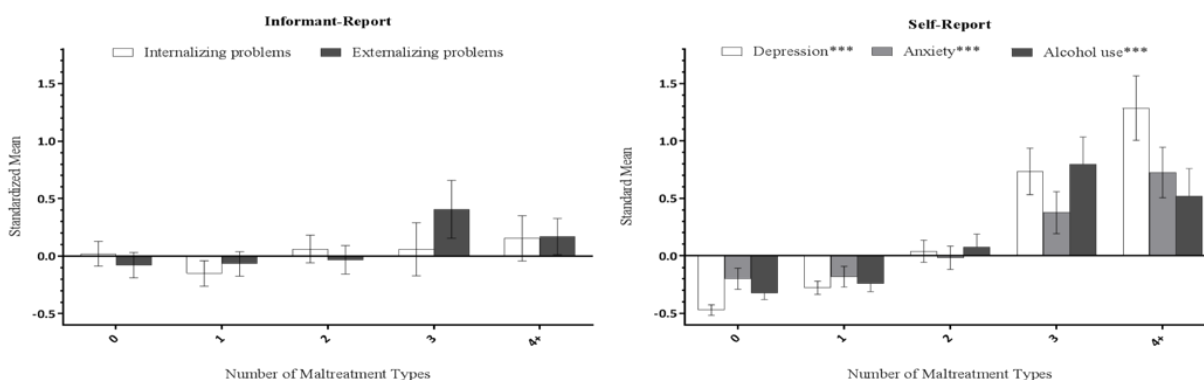 Informant-Report
Internalizing problems
Externalizing problems
Standardized Mean
1.5
1.0
0.5
0.0
-0.5
0
1
2
3
4+
Number of Maltreatment Types
Self-Report
Depression***
Anxiety***
Alcohol use***
Standard Mean
1.5
1.0
0.5
0.0
-0.5
0
1
2
3
4+
Number of Maltreatment Types